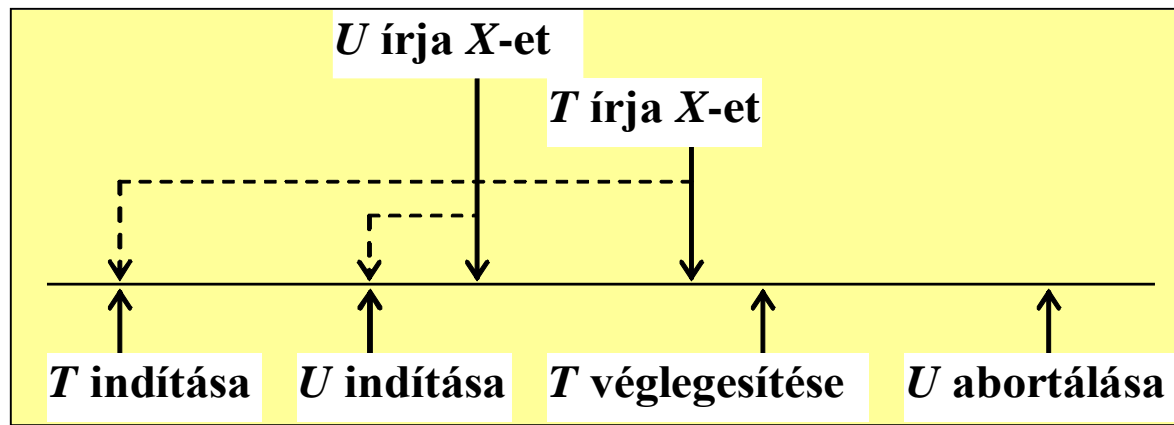 U írja X-et
T írja X-et
T indítása
U indítása
T véglegesítése
U abortálása